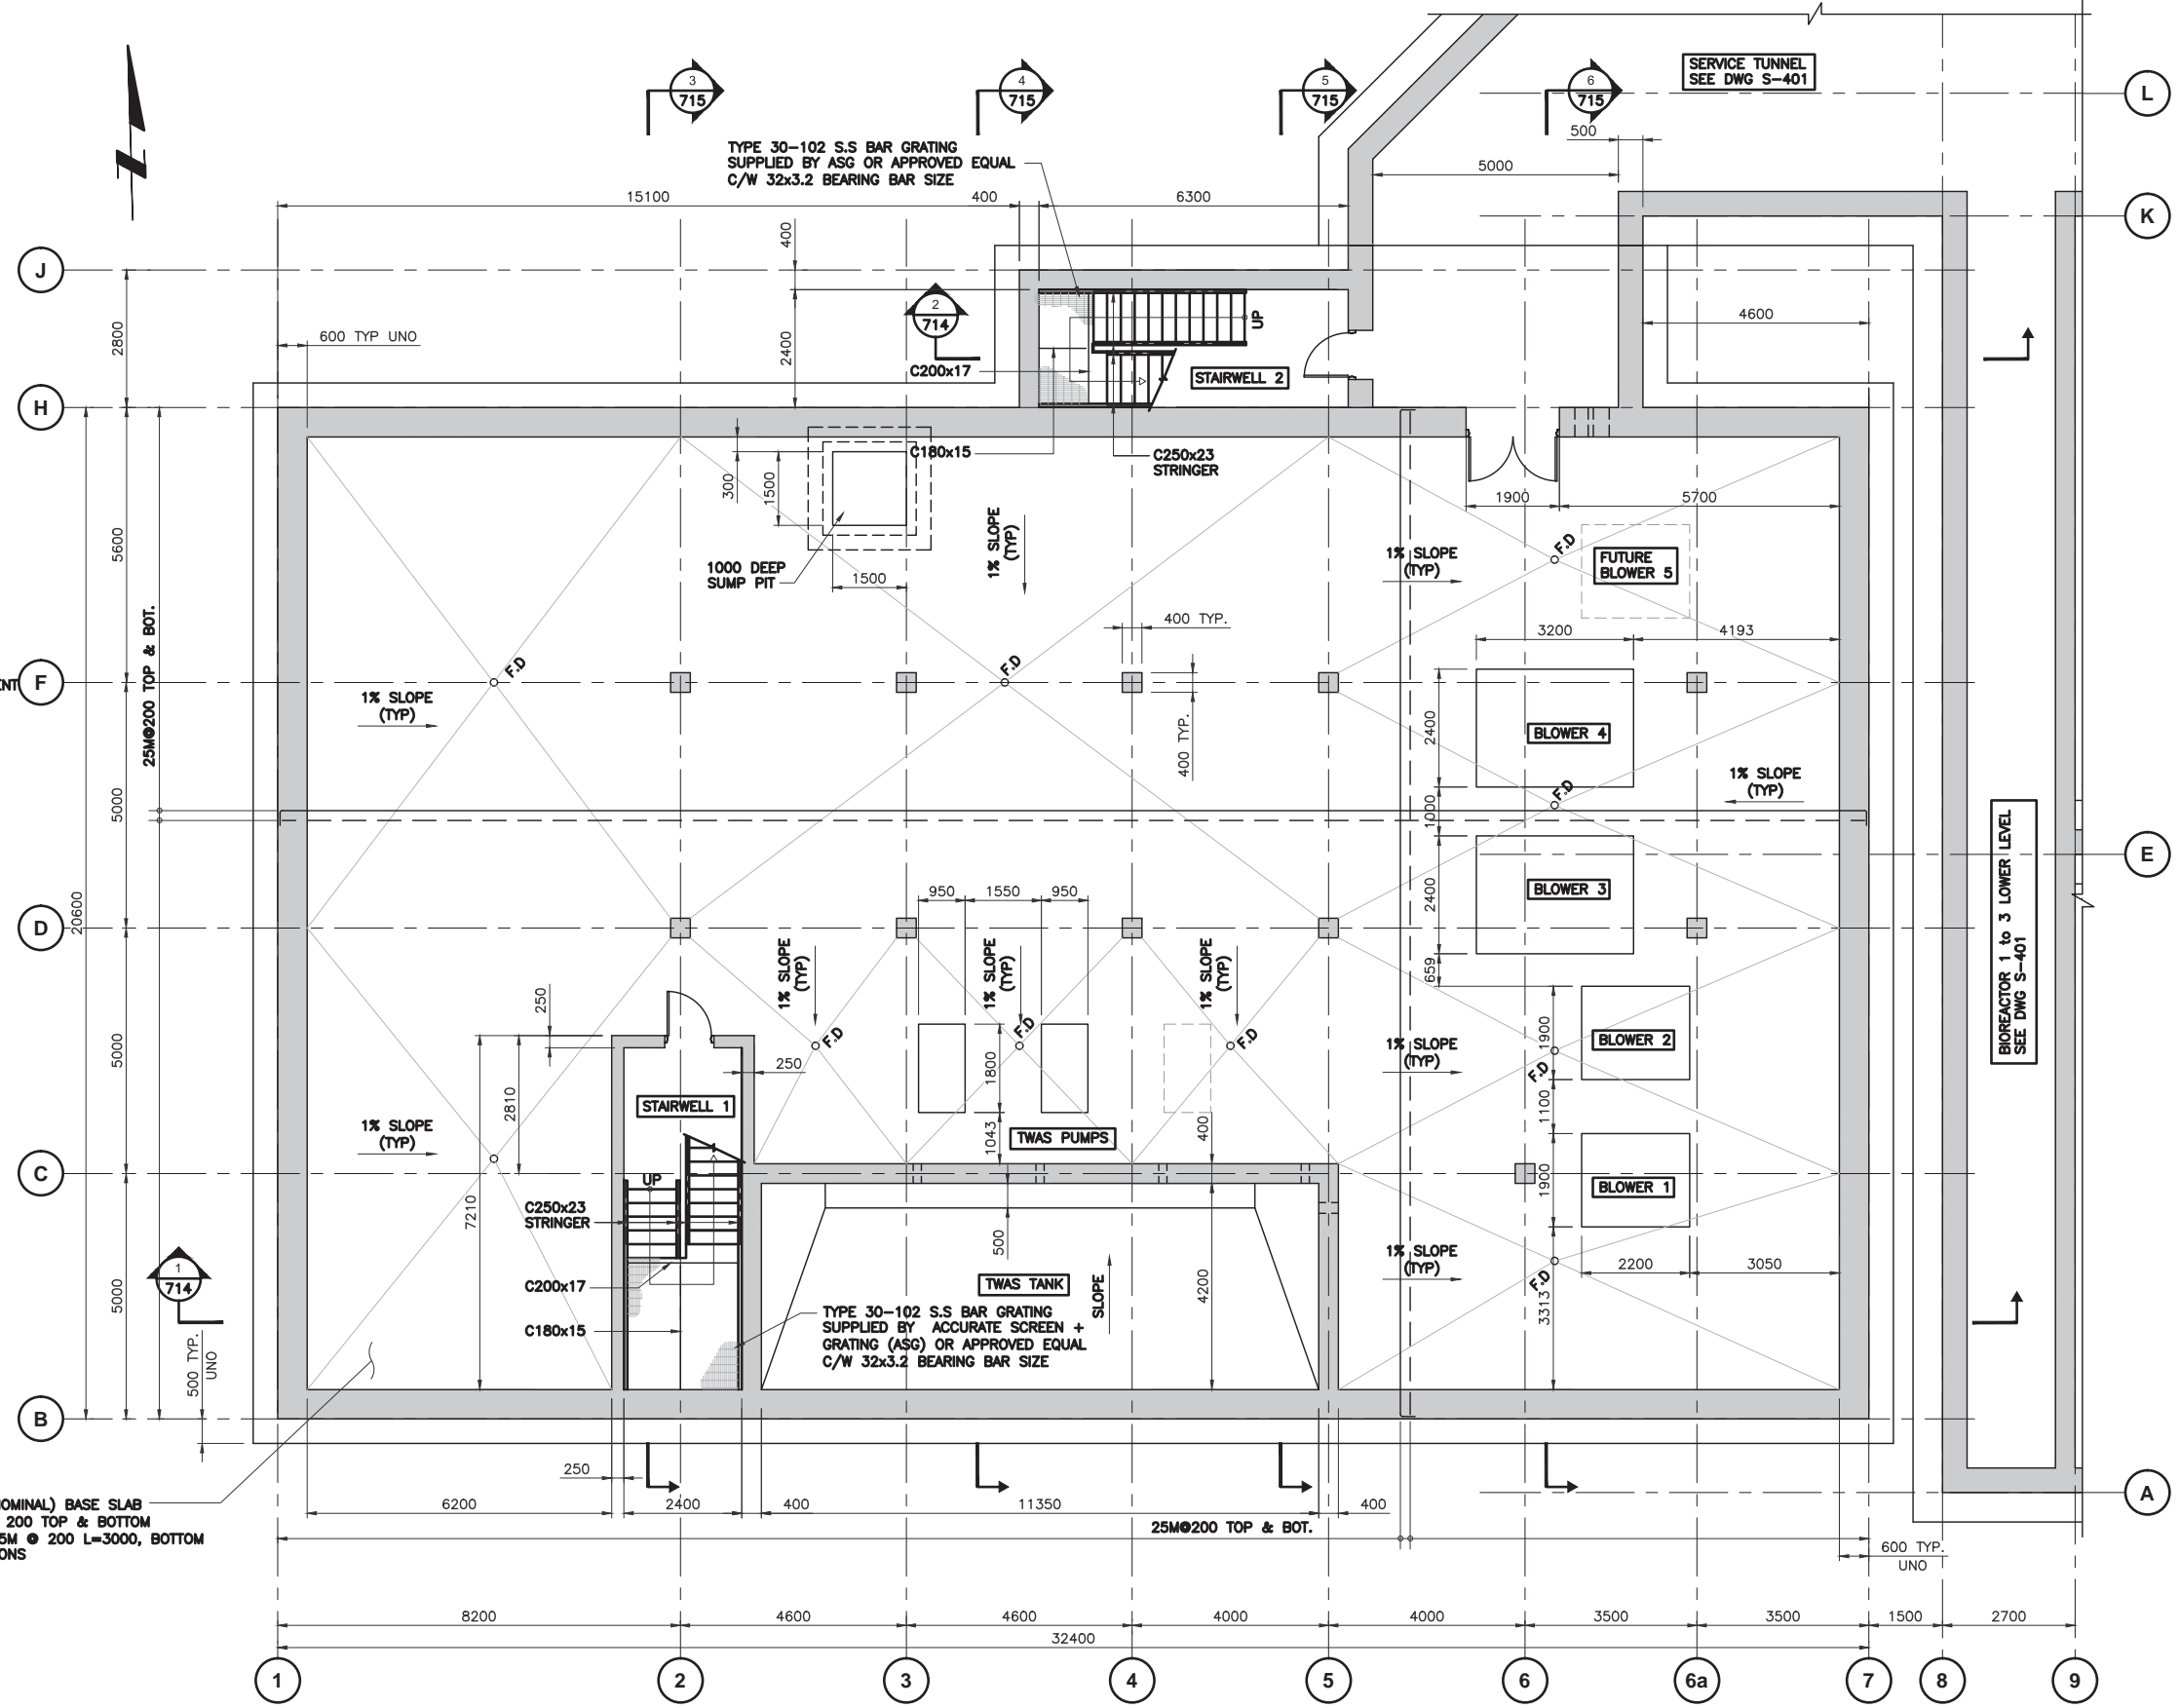 SERVICE TUNNEL
SEE DWG S-401
L
3
715
4
715
5
715
6
715
500
5000
TYPE 30-102 S.S BAR GRATING
SUPPLIED BY ASG OR APPROVED EQUAL
C/W 32x3.2 BEARING BAR SIZE
15100
400
6300
K
J
400
2800
600 TYP UNO
2400
2
714
UP
4600
C200x17
STAIRWELL 2
H
C180x15
C250x23
STRINGER
300
1500
1900
5700
5600
1000 DEEP
SUMP PIT
1500
1% SLOPE
(TYP)
1% SLOPE
(TYP)
F.D
FUTURE
BLOWER 5
25M@200 TOP & BOT.
400 TYP.
3200
4193
F
F.D
F.D
1% SLOPE
(TYP)
400 TYP.
2400
BLOWER 4
1% SLOPE
(TYP)
F.D
5000
1000
BIOREACTOR 1 to 3 LOWER LEVEL
SEE DWG S-401
E
20600
2400
BLOWER 3
950
1550
950
D
1% SLOPE
(TYP)
1% SLOPE
(TYP)
1% SLOPE
(TYP)
659
250
F.D
F.D
F.D
1% SLOPE
(TYP)
1900
BLOWER 2
F.D
5000
250
1800
2810
STAIRWELL 1
1% SLOPE
(TYP)
1043
TWAS PUMPS
400
1100
C
UP
7210
C250x23
STRINGER
1900
BLOWER 1
500
1% SLOPE
(TYP)
F.D
2200
3050
1
714
C200x17
TWAS TANK
SLOPE
4200
3313
5000
C180x15
TYPE 30-102 S.S BAR GRATING
SUPPLIED BY ACCURATE SCREEN +
GRATING (ASG) OR APPROVED EQUAL
C/W 32x3.2 BEARING BAR SIZE
500 TYP.
UNO
B
250
OMINAL) BASE SLAB
200 TOP & BOTTOM
5M @ 200 L=3000, BOTTOM
ONS
6200
2400
400
11350
400
A
25M@200 TOP & BOT.
600 TYP.
UNO
8200
4600
4600
4000
4000
3500
3500
1500
2700
32400
1
2
3
4
5
6
6a
7
8
9